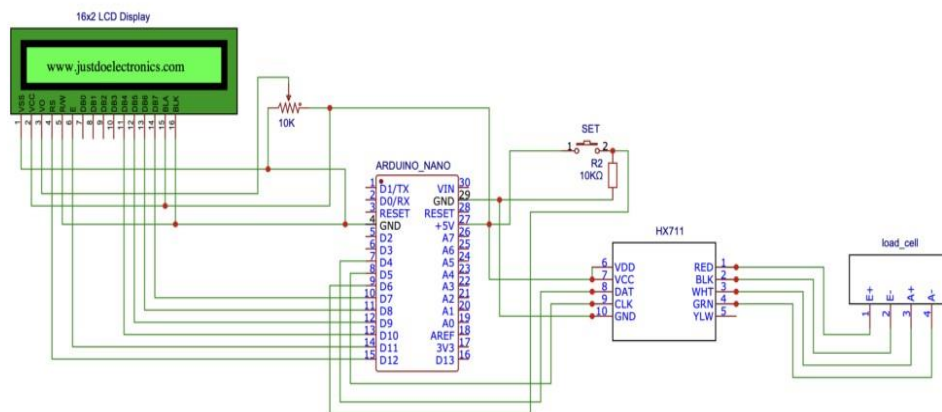 16x2 LCD Display
www.justdoelectronics.com
VSS VCC VO RS R/W E DB0 DB1 DB2 DB3 DB4 DB5 DB6 DB7 BLA BLK
1 2 3 4 5 6 7 8 9 10 11 12 13 14 15 16
10K
SET
1 2
R2
10KΩ
ARDUINO_NANO
1 D1/TX VIN 30
2 D0/RX GND 29
3 RESET RESET 28
4 GND +5V 27
5 D2 A7 26
6 D3 A6 25
7 D4 A5 24
8 D5 A4 23
9 D6 A3 22
10 D7 A2 21
11 D8 A1 20
12 D9 A0 19
13 D10 AREF 18
14 D11 3V3 17
15 D12 D13 16
HX711
6 VDD RED 1
7 VCC BLK 2
8 DAT WHT 3
9 CLK GRN 4
10 GND YLW 5
load_cell
E+ E- A+ A-
1 2 3 4